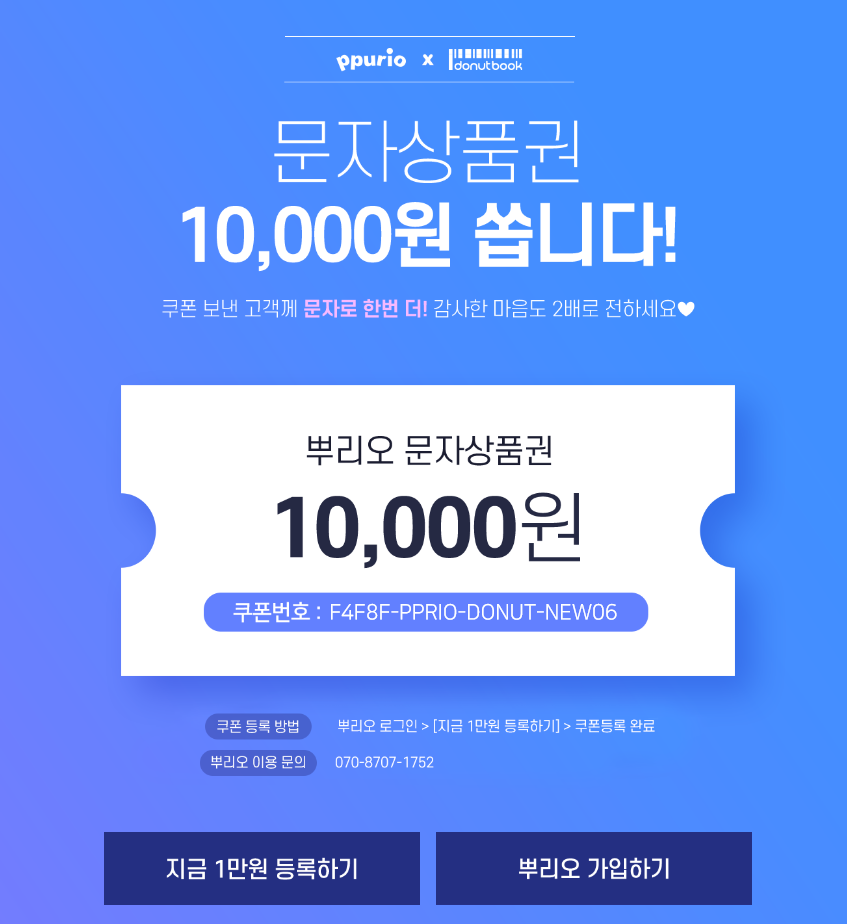 ppurio x donutbook
문자상품권
10,000원 쏩니다!
쿠폰 보낸 고객께 문자로 한번 더! 감사한 마음도 2배로 전하세요♥
뿌리오 문자상품권
10,000원
쿠폰번호 : F4F8F-PPRIO-DONUT-NEW06
쿠폰 등록 방법 뿌리오 로그인 > [지금 1만원 등록하기] > 쿠폰등록 완료
뿌리오 이용 문의 070-8707-1752
지금 1만원 등록하기 뿌리오 가입하기